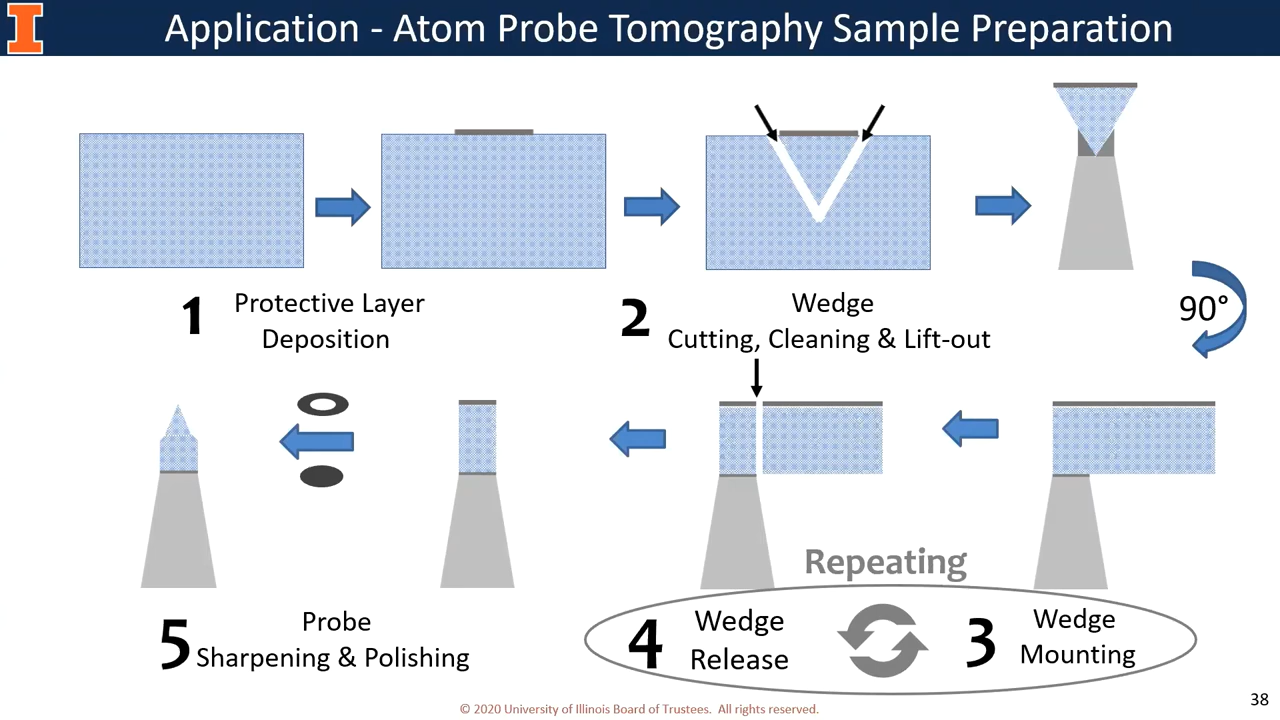 I
Application - Atom Probe Tomography Sample Preparation
1
Protective Layer
Deposition
2
Wedge
Cutting, Cleaning & Lift-out
90°
Repeating
3
Wedge
Mounting
4
Wedge
Release
5
Probe
Sharpening & Polishing
© 2020 University of Illinois Board of Trustees. All rights reserved.
38